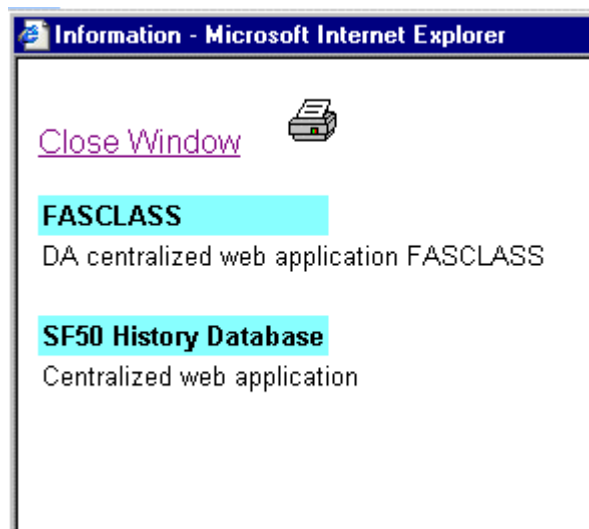 Information - Microsoft Internet Explorer
Close Window
FASCLASS
DA centralized web application FASCLASS
SF50 History Database
Centralized web application